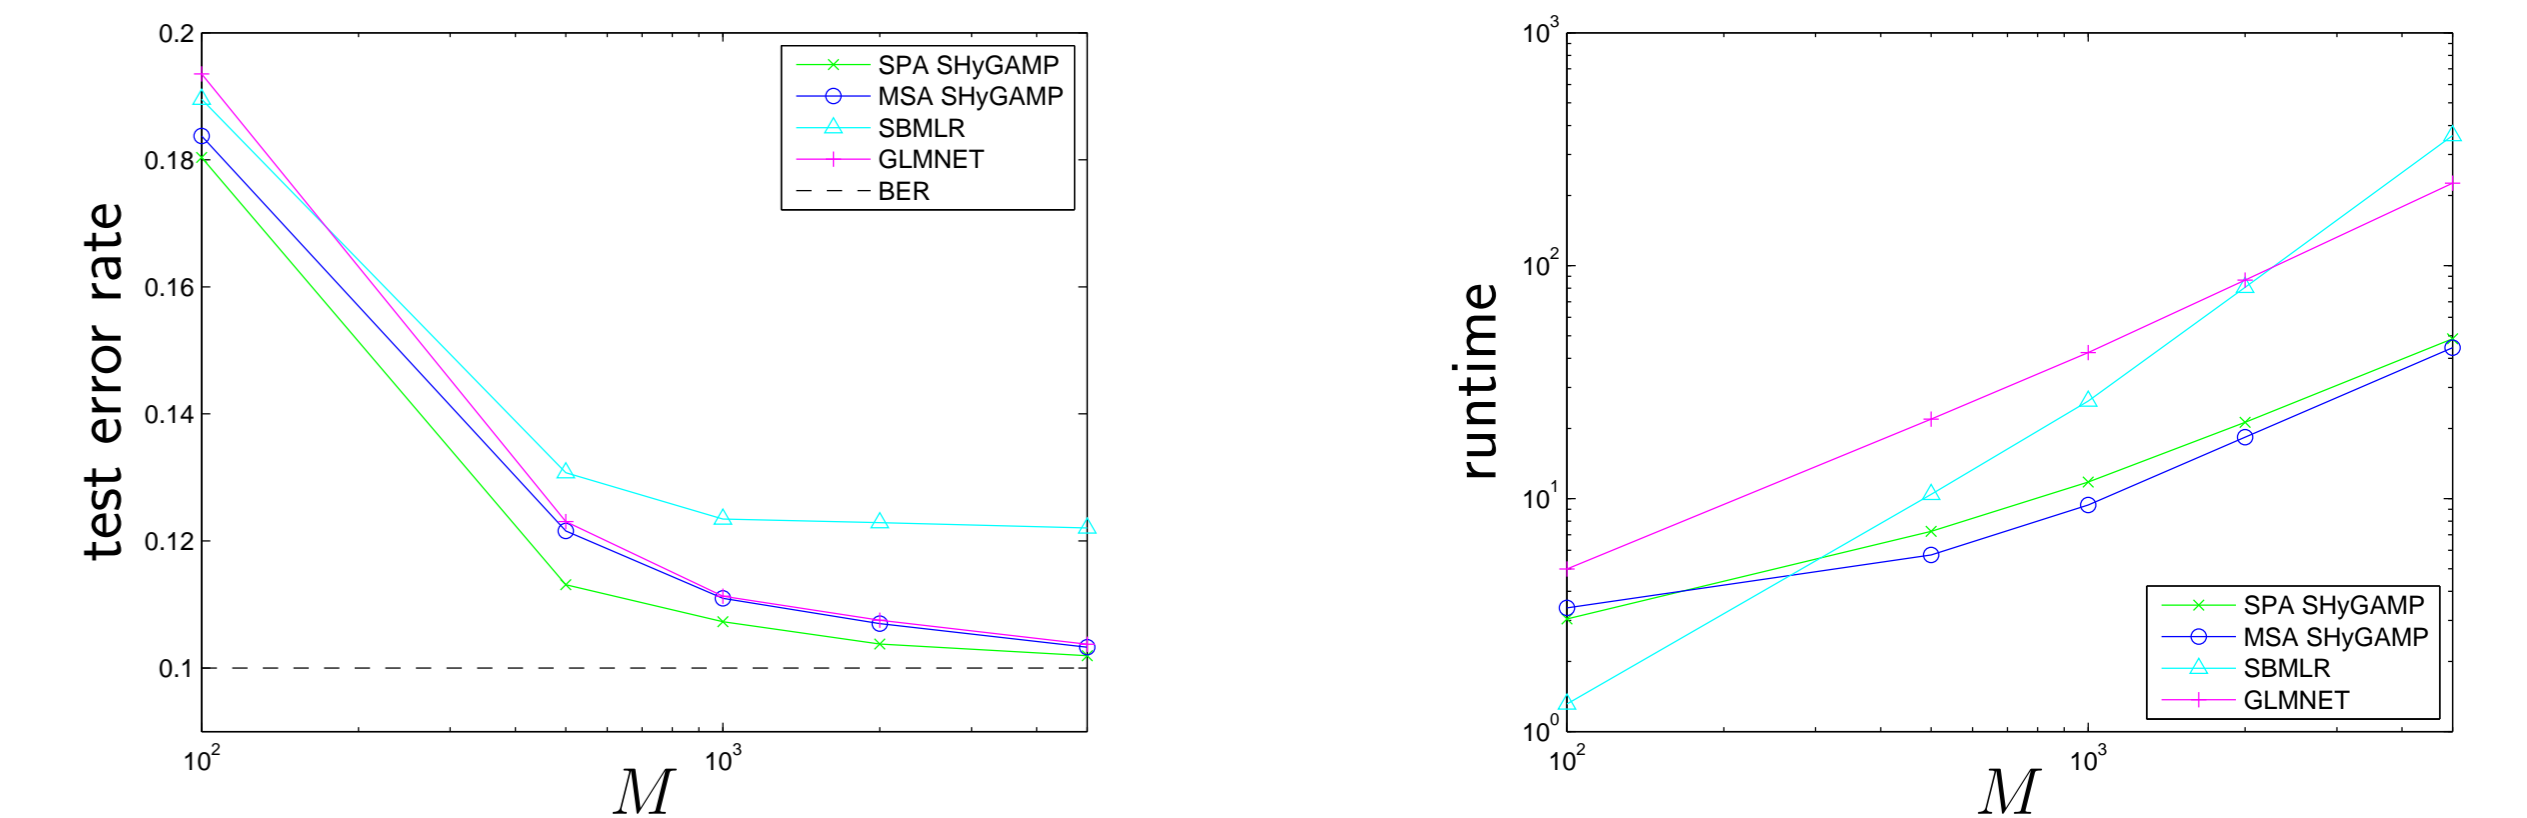 test error rate
0.2
0.18
0.16
0.14
0.12
0.1
10^2
10^3
M
SPA SHyGAMP
MSA SHyGAMP
SBMLR
GLMNET
BER
runtime
10^3
10^2
10^1
10^0
10^2
10^3
M
SPA SHyGAMP
MSA SHyGAMP
SBMLR
GLMNET